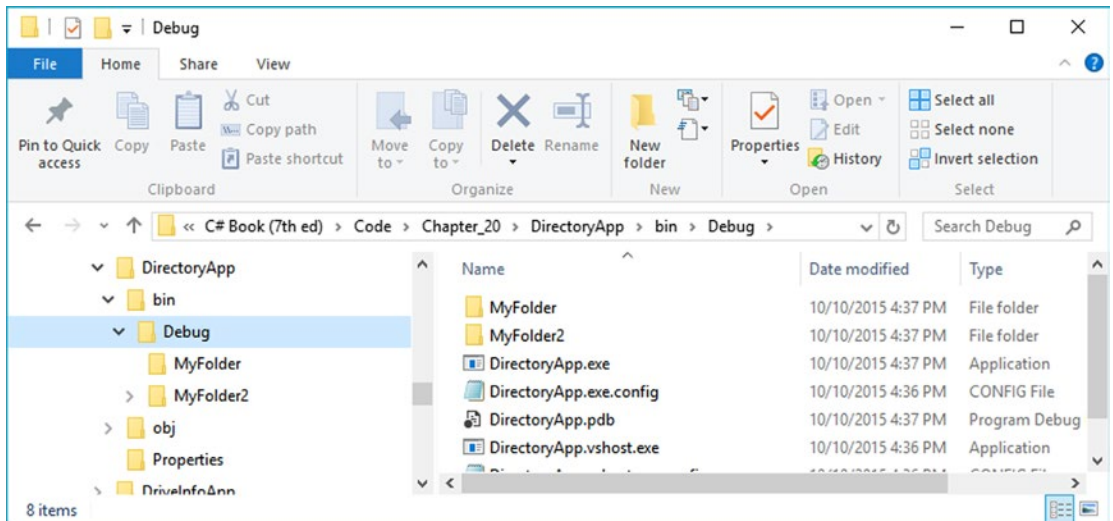 Debug
File Home Share View
Pin to Quick access
Copy
Paste
Cut
Copy path
Paste shortcut
Clipboard
Move to
Copy to
Delete
Rename
Organize
New folder
New
Properties
Open
Edit
History
Open
Select all
Select none
Invert selection
Select
« C# Book (7th ed) > Code > Chapter_20 > DirectoryApp > bin > Debug >
Search Debug
DirectoryApp
bin
Debug
MyFolder
MyFolder2
obj
Properties
DriveInfoApp
Name Date modified Type
MyFolder 10/10/2015 4:37 PM File folder
MyFolder2 10/10/2015 4:37 PM File folder
DirectoryApp.exe 10/10/2015 4:37 PM Application
DirectoryApp.exe.config 10/10/2015 4:36 PM CONFIG File
DirectoryApp.pdb 10/10/2015 4:37 PM Program Debug
DirectoryApp.vshost.exe 10/10/2015 4:36 PM Application
8 items